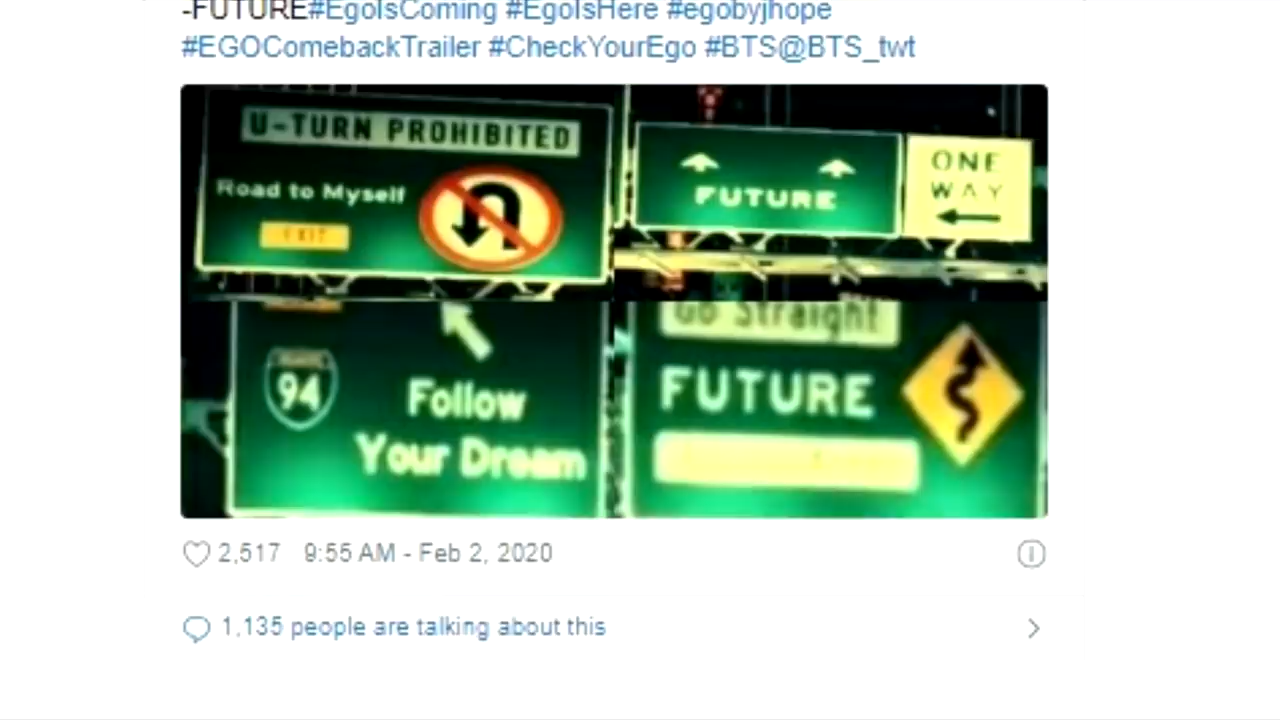 -FUTURE#EgoIsComing #EgoIsHere #egobyjhope
#EGOComebackTrailer #CheckYourEgo #BTS@BTS_twt
U-TURN PROHIBITED
Road to Myself
EXIT
FUTURE
ONE
WAY
94
Follow
Your Dream
Go Straight
FUTURE
2,517 9:55 AM - Feb 2, 2020
1,135 people are talking about this